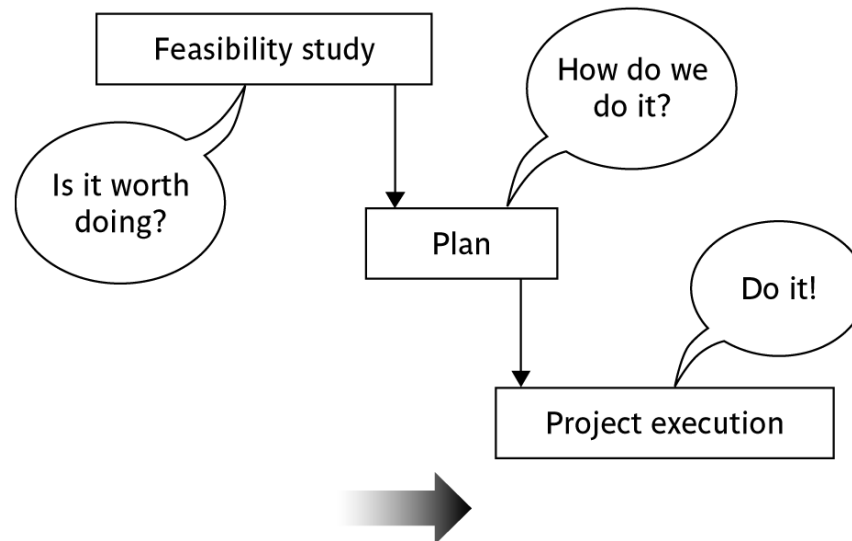 Feasibility study
How do we
do it?
Is it worth
doing?
Plan
Do it!
Project execution